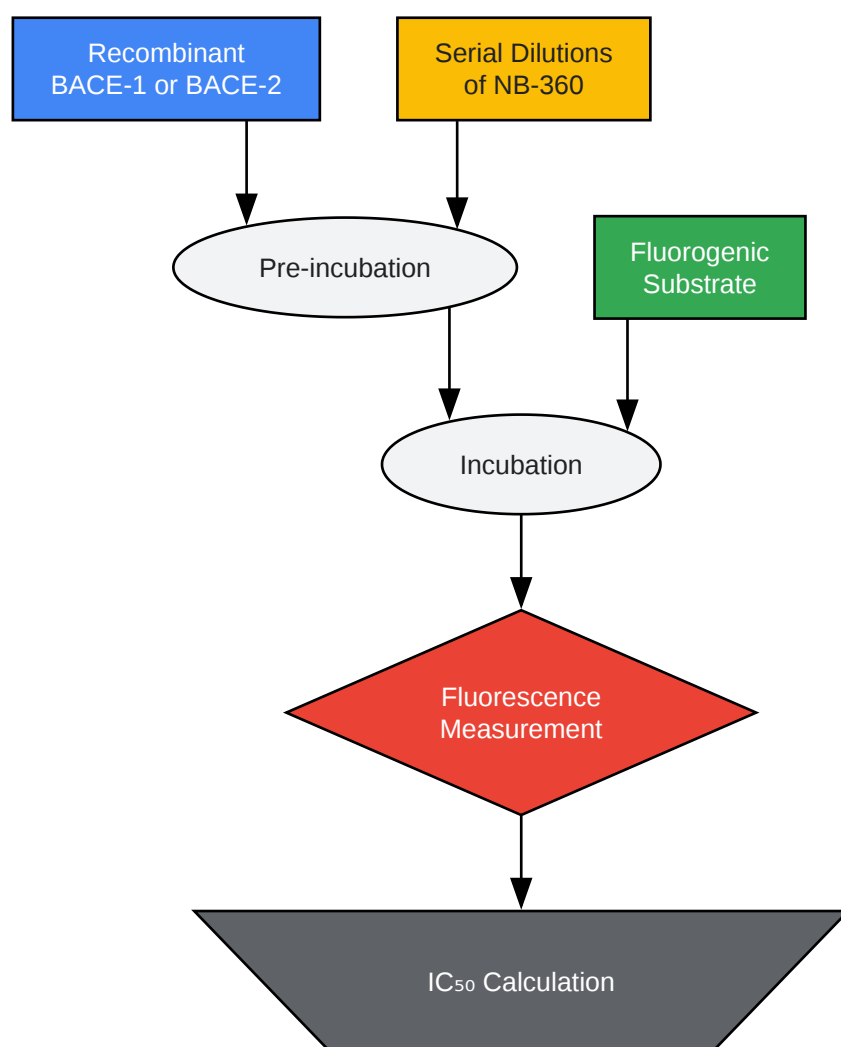 Recombinant
BACE-1 or BACE-2
Serial Dilutions
of NB-360
Pre-incubation
Fluorogenic
Substrate
Incubation
Fluorescence
Measurement
IC₅₀ Calculation